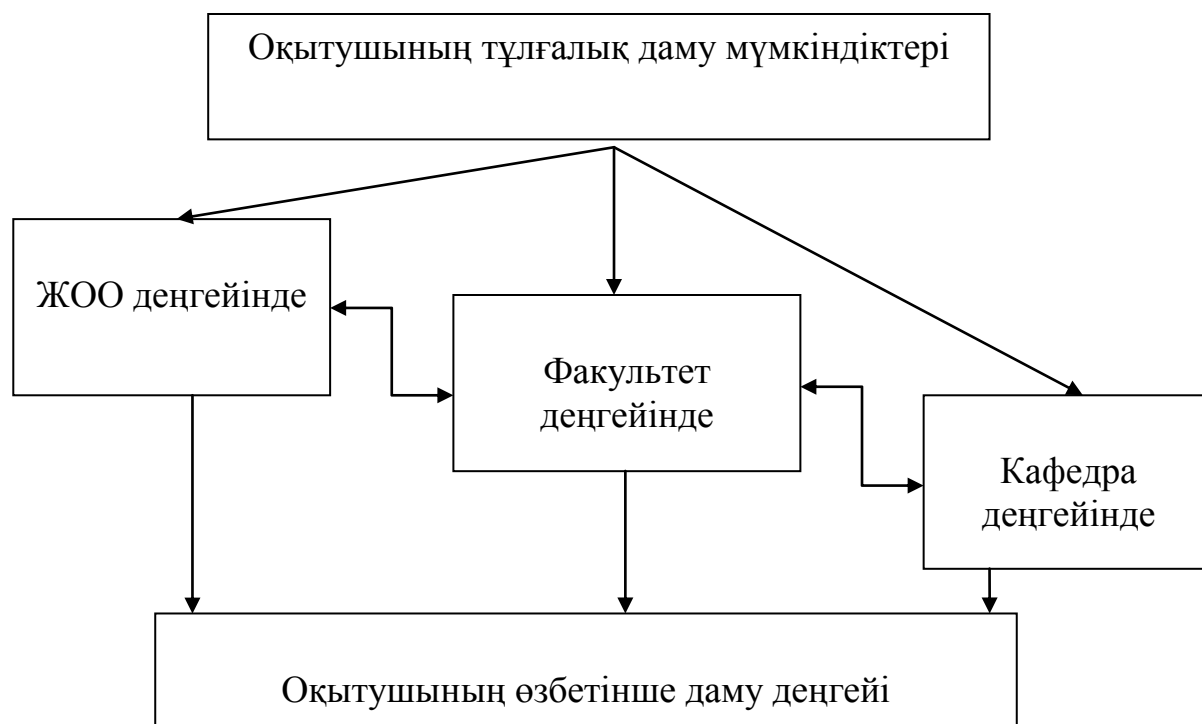 Оқытушының тұлғалық даму мүмкіндіктері
ЖОО деңгейінде
Факультет
деңгейінде
Кафедра
деңгейінде
Оқытушының өзбетінше даму деңгейі